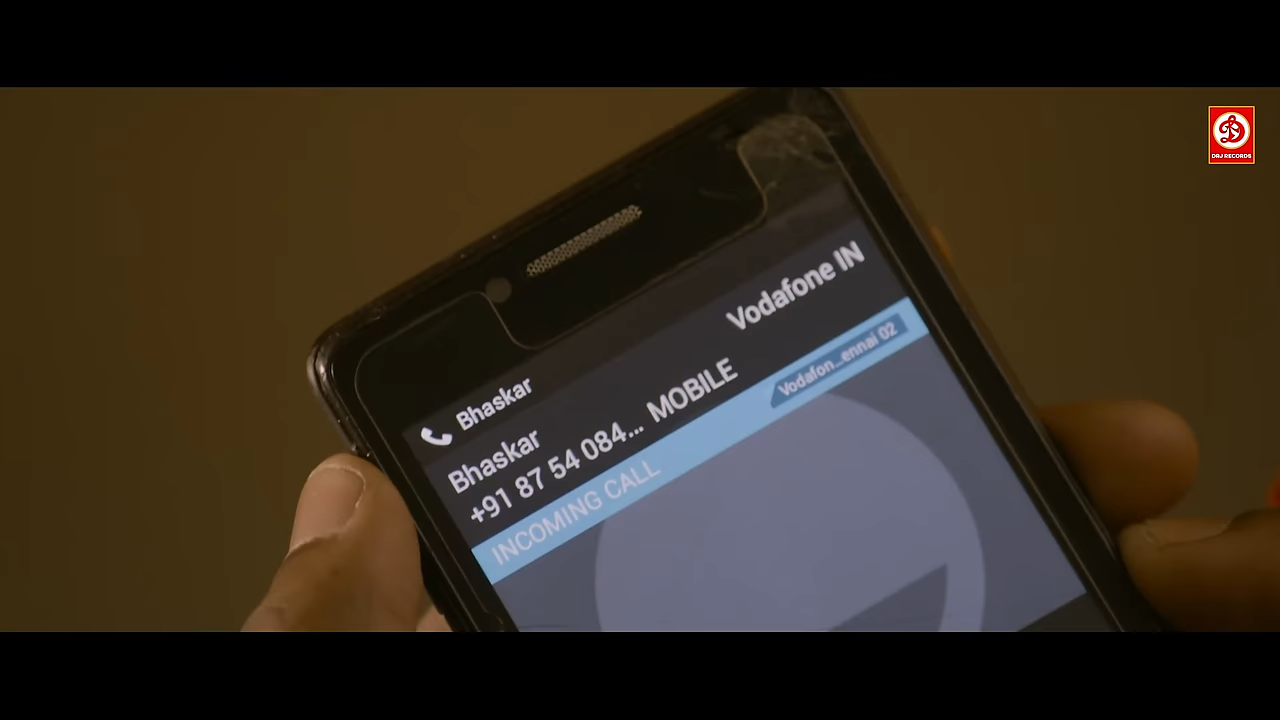 DRJ RECORDS
Vodafone IN
Bhaskar
Bhaskar
+91 87 54 084... MOBILE
Vodafon...ennai 02
INCOMING CALL